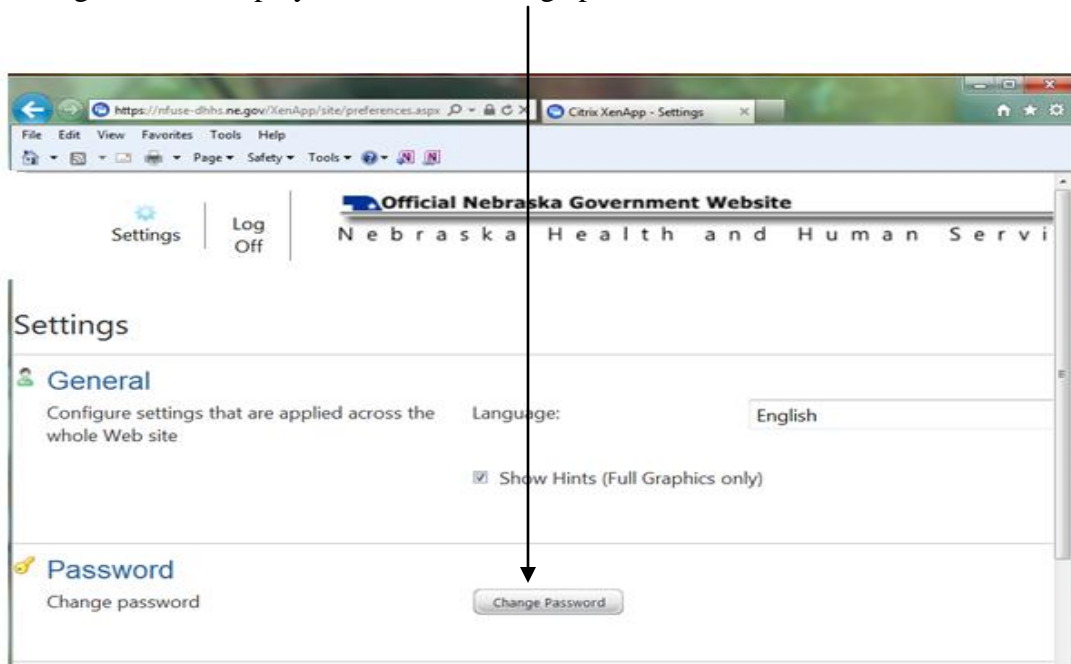 https://nfuse-dhhs.ne.gov/XenApp/site/preferences.aspx
Citrix XenApp - Settings
File Edit View Favorites Tools Help
Page Safety Tools
Official Nebraska Government Website
Settings
Log
Off
Nebraska Health and Human Servi
Settings
General
Configure settings that are applied across the
whole Web site
Language:
English
Show Hints (Full Graphics only)
Password
Change password
Change Password